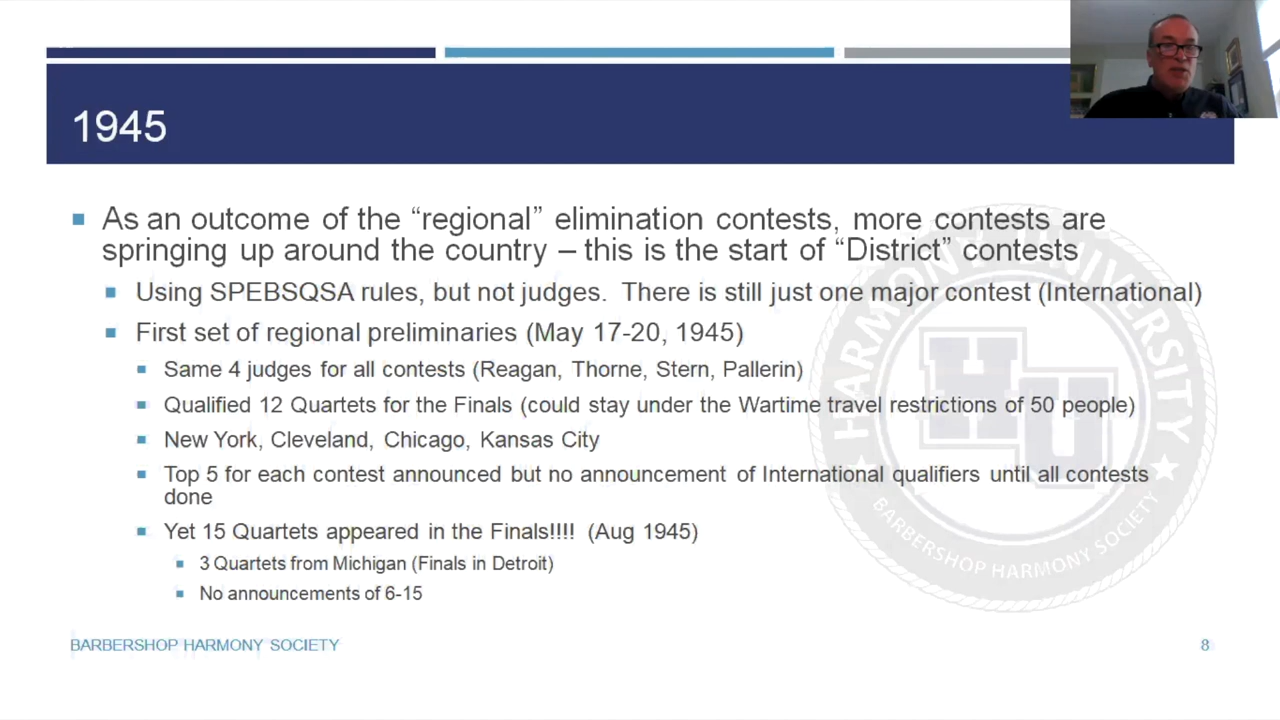 1945
As an outcome of the “regional” elimination contests, more contests are
springing up around the country – this is the start of “District” contests
Using SPEBSQSA rules, but not judges. There is still just one major contest (International)
First set of regional preliminaries (May 17-20, 1945)
Same 4 judges for all contests (Reagan, Thorne, Stern, Pallerin)
Qualified 12 Quartets for the Finals (could stay under the Wartime travel restrictions of 50 people)
New York, Cleveland, Chicago, Kansas City
Top 5 for each contest announced but no announcement of International qualifiers until all contests
done
Yet 15 Quartets appeared in the Finals!!!! (Aug 1945)
3 Quartets from Michigan (Finals in Detroit)
No announcements of 6-15
HARMONY UNIVERSITY
HU
BARBERSHOP HARMONY SOCIETY
BARBERSHOP HARMONY SOCIETY
8